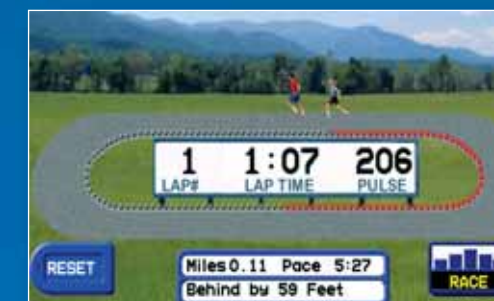 1 1:07 206
LAP# LAP TIME PULSE
RESET
Miles 0.11 Pace 5:27
Behind by 59 Feet
RACE